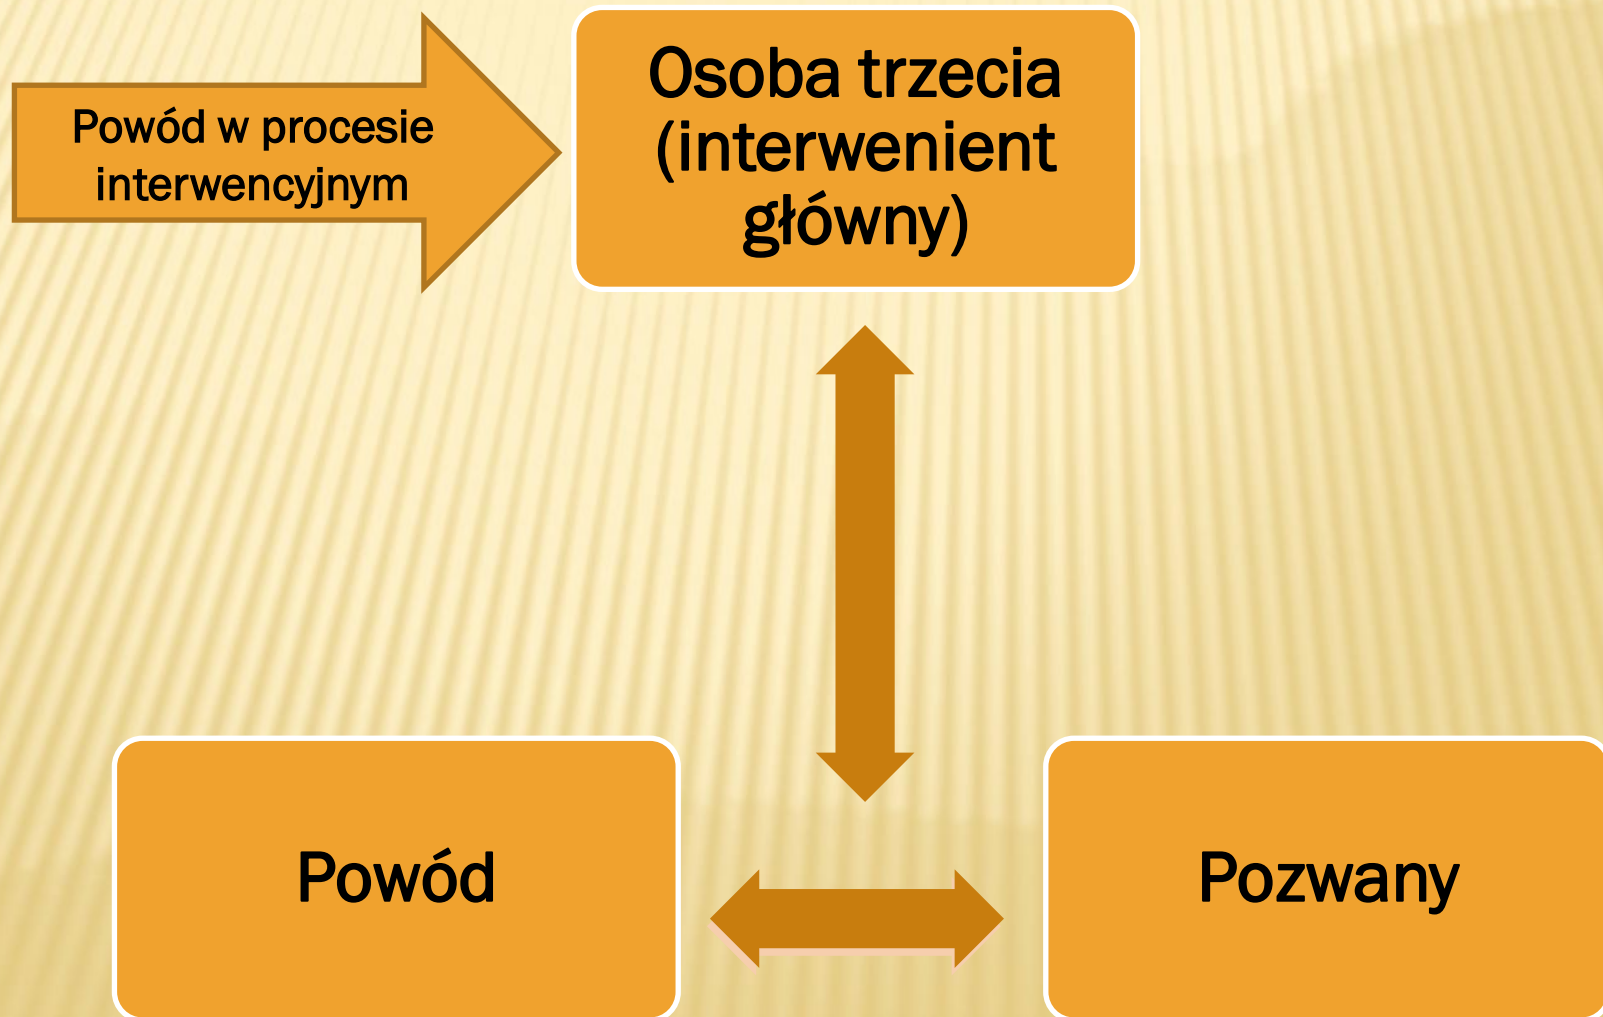 Powód w procesie
interwencyjnym
Osoba trzecia
(interwenient
główny)
Powód
Pozwany